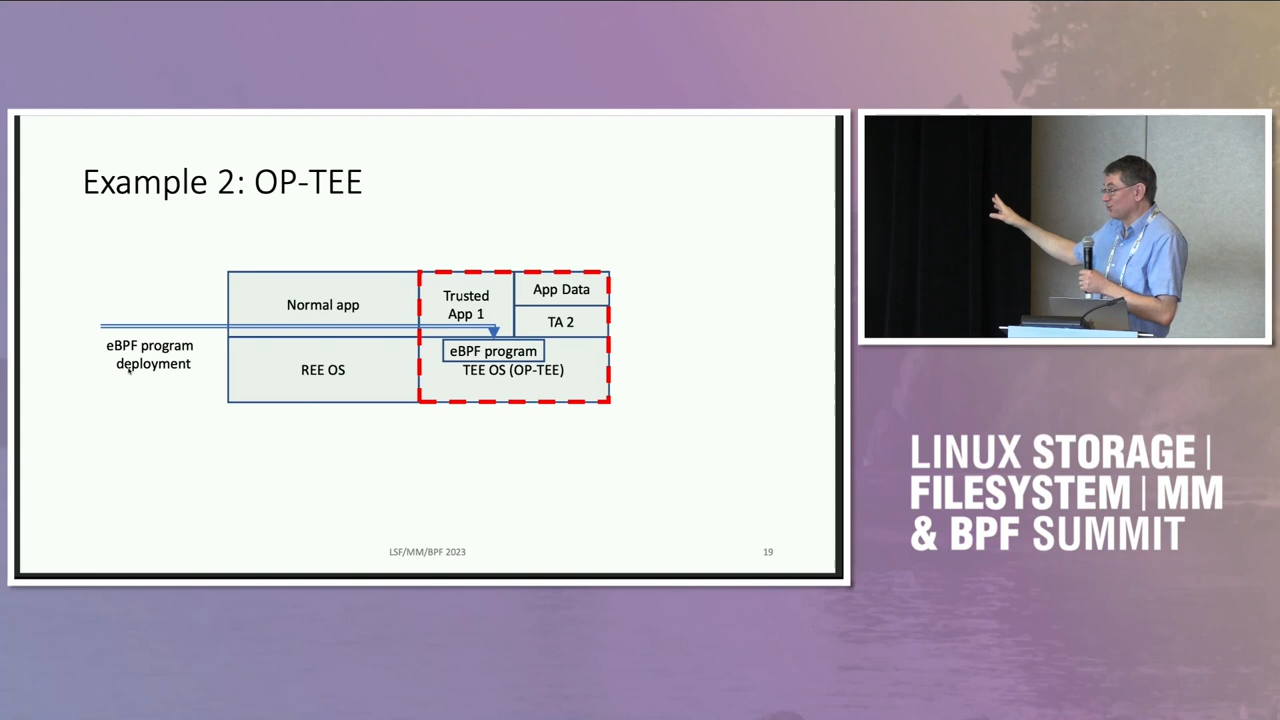 Example 2: OP-TEE
Normal app
Trusted
App 1
App Data
TA 2
eBPF program
deployment
REE OS
eBPF program
TEE OS (OP-TEE)
LSF/MM/BPF 2023
19
LINUX STORAGE |
FILESYSTEM | MM
& BPF SUMMIT